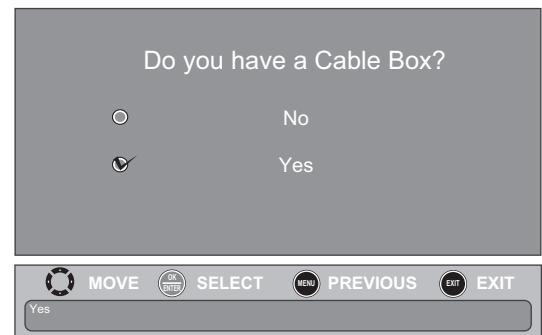 Do you have a Cable Box?
No
Yes
MOVE OK ENTER SELECT MENU PREVIOUS EXIT EXIT
Yes